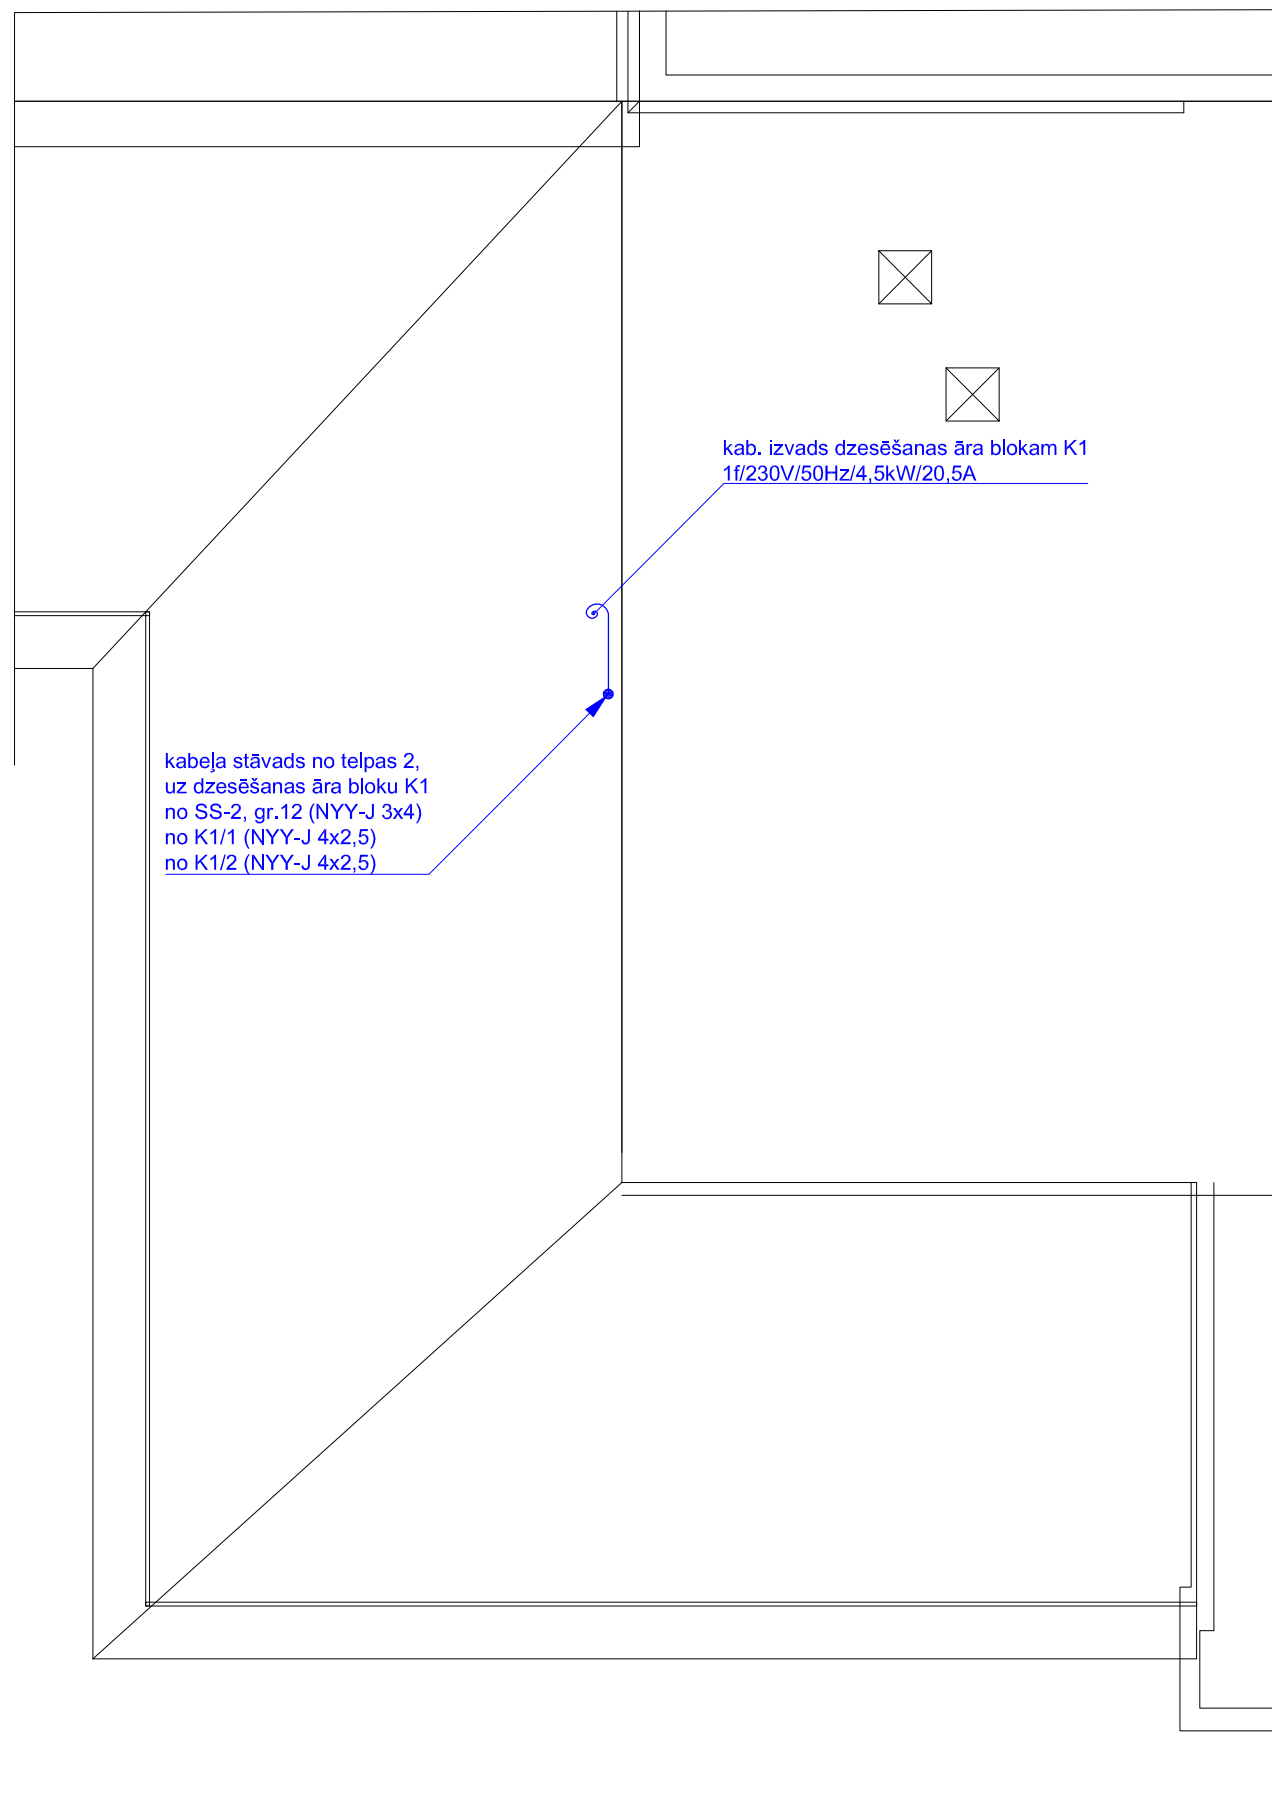 kab. izvads dzesēšanas āra blokam K1
1f/230V/50Hz/4,5kW/20,5A
kabeļa stāvads no telpas 2,
uz dzesēšanas āra bloku K1
no SS-2, gr.12 (NYY-J 3x4)
no K1/1 (NYY-J 4x2,5)
no K1/2 (NYY-J 4x2,5)